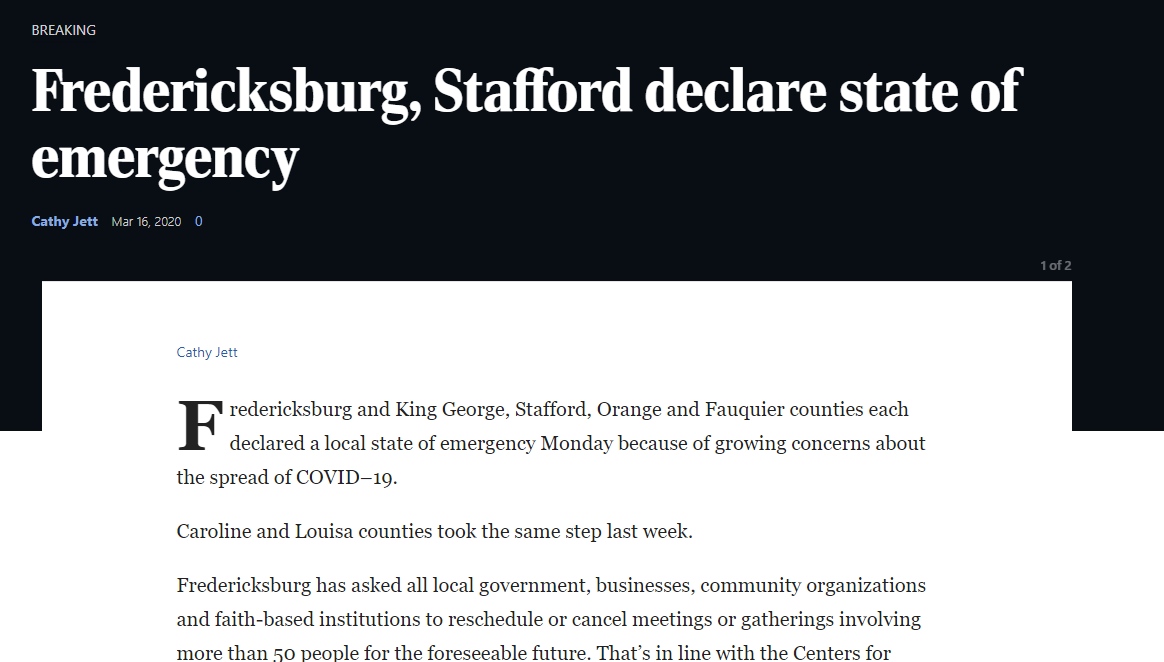 BREAKING
Fredericksburg, Stafford declare state of
emergency
Cathy Jett Mar 16, 2020 0
1 of 2
Cathy Jett
Fredericksburg and King George, Stafford, Orange and Fauquier counties each
declared a local state of emergency Monday because of growing concerns about
the spread of COVID–19.
Caroline and Louisa counties took the same step last week.
Fredericksburg has asked all local government, businesses, community organizations
and faith-based institutions to reschedule or cancel meetings or gatherings involving
more than 50 people for the foreseeable future. That’s in line with the Centers for